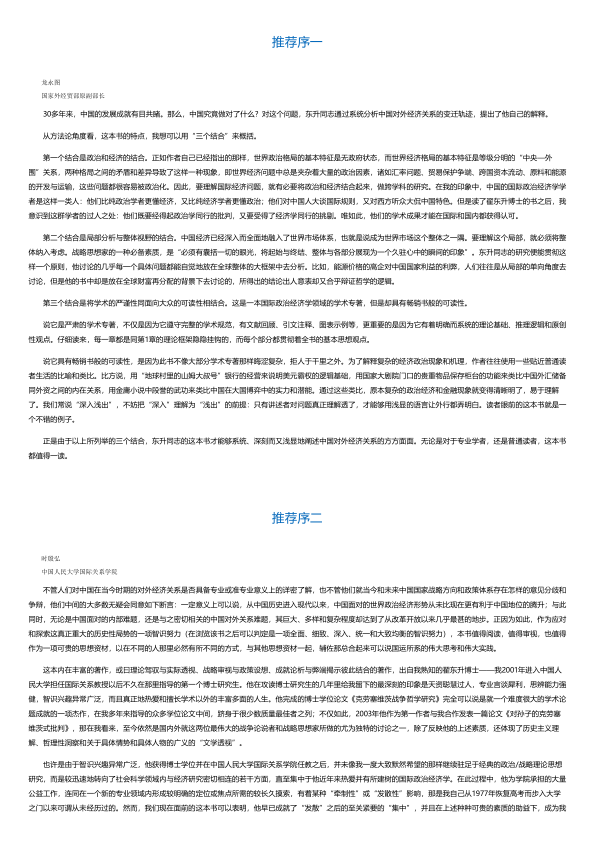 推荐序一
龙永图
国家外经贸部原副部长
30多年来，中国的发展成就有目共睹。那么，中国究竟做对了什么？对这个问题，东升同志通过系统分析中国对外经济关系的变迁轨迹，提出了他自己的解释。
从方法论角度看，这本书的特点，我想可以用“三个结合”来概括。
第一个结合是政治和经济的结合。正如作者自己已经指出的那样，世界政治格局的基本特征是无政府状态，而世界经济格局的基本特征是等级分明的“中央—外
围”关系，两种格局之间的矛盾和差异导致了这样一种现象，即世界经济问题中总是夹杂着大量的政治因素，诸如汇率问题、贸易保护争端、跨国资本流动、原料和能源
的开发与运输，这些问题都很容易被政治化。因此，要理解国际经济问题，就有必要将政治和经济结合起来，做跨学科的研究。在我的印象中，中国的国际政治经济学学
者是这样一类人：他们比纯政治学者更懂经济，又比纯经济学者更懂政治；他们对中国人大谈国际规则，又对西方听众大侃中国特色。但是读了翟东升博士的书之后，我
意识到这群学者的过人之处：他们既要经得起政治学同行的批判，又要受得了经济学同行的挑剔。唯如此，他们的学术成果才能在国际和国内都获得认可。
第二个结合是局部分析与整体视野的结合。中国经济已经深入而全面地融入了世界市场体系，也就是说成为世界市场这个整体之一隅。要理解这个局部，就必须将整
体纳入考虑。战略思想家的一种必备素质，是“必须有囊括一切的眼光，将起始与终结、整体与各部分展现为一个久驻心中的瞬间的印象”。东升同志的研究便能贯彻这
样一个原则，他讨论的几乎每一个具体问题都能自觉地放在全球整体的大框架中去分析。比如，能源价格的高企对中国国家利益的利弊，人们往往是从局部的单向角度去
讨论，但是他的书中却是放在全球财富再分配的背景下去讨论的，所得出的结论出人意表却又合乎辩证哲学的逻辑。
第三个结合是将学术的严谨性同面向大众的可读性相结合。这是一本国际政治经济学领域的学术专著，但是却具有畅销书般的可读性。
说它是严肃的学术专著，不仅是因为它遵守完整的学术规范，有文献回顾、引文注释、图表示例等，更重要的是因为它有着明确而系统的理论基础、推理逻辑和原创
性观点。仔细读来，每一章都是同第1章的理论框架隐隐挂钩的，而每个部分都贯彻着全书的基本思想观点。
说它具有畅销书般的可读性，是因为此书不像大部分学术专著那样晦涩复杂，拒人于千里之外。为了解释复杂的经济政治现象和机理，作者往往使用一些贴近普通读
者生活的比喻和类比。比方说，用“地球村里的山姆大叔号”银行的经营来说明美元霸权的逻辑基础，用国家大剧院门口的贵重物品保存柜台的功能来类比中国外汇储备
同外资之间的内在关系，用金庸小说中段誉的武功来类比中国在大国博弈中的实力和潜能。通过这些类比，原本复杂的政治经济和金融现象就变得清晰明了，易于理解
了。我们常说“深入浅出”，不妨把“深入”理解为“浅出”的前提：只有讲述者对问题真正理解透了，才能够用浅显的语言让外行都弄明白。读者眼前的这本书就是一
个不错的例子。
正是由于以上所列举的三个结合，东升同志的这本书才能够系统、深刻而又浅显地阐述中国对外经济关系的方方面面。无论是对于专业学者，还是普通读者，这本书
都值得一读。
推荐序二
时殷弘
中国人民大学国际关系学院
不管人们对中国在当今时期的对外经济关系是否具备专业或准专业意义上的详密了解，也不管他们就当今和未来中国国家战略方向和政策体系存在怎样的意见分歧和
争辩，他们中间的大多数无疑会同意如下断言：一定意义上可以说，从中国历史进入现代以来，中国面对的世界政治经济形势从未比现在更有利于中国地位的腾升；与此
同时，无论是中国面对的内部难题，还是与之密切相关的中国对外关系难题，其巨大、多样和复杂程度却达到了从改革开放以来几乎最甚的地步。正因为如此，作为应对
和探索这真正重大的历史性局势的一项智识努力（在浏览该书之后可以判定是一项全面、细致、深入、统一和大致均衡的智识努力），本书值得阅读，值得审视，也值得
作为一项可贵的思想资材，以在不同的人那里必然有所不同的方式，与其他思想资材一起，辅佐那总合起来可以说国运所系的伟大思考和伟大实践。
这本内在丰富的著作，或曰理论驾驭与实际透视、战略审视与政策设想、成就论析与弊端揭示彼此结合的著作，出自我熟知的翟东升博士——我2001年进入中国人
民大学担任国际关系教授以后不久在那里指导的第一个博士研究生。他在攻读博士研究生的几年里给我留下的最深刻的印象是天资聪慧过人，专业言谈犀利，思辨能力强
健，智识兴趣异常广泛，而且真正地热爱和擅长学术以外的丰富多面的人生。他完成的博士学位论文《克劳塞维茨战争哲学研究》完全可以说是就一个难度很大的学术论
题成就的一项杰作，在我多年来指导的众多学位论文中间，跻身于很少数质量最佳者之列；不仅如此，2003年他作为第一作者与我合作发表一篇论文《对孙子的克劳塞
维茨式批判》，那在我看来，至今依然是国内外就这两位最伟大的战争论说者和战略思想家所做的尤为独特的讨论之一，除了反映他的上述素质，还体现了历史主义理
解、哲理性洞察和关于具体情势和具体人物的广义的“文学透视”。
也许是由于智识兴趣异常广泛，他获得博士学位并在中国人民大学国际关系学院任教之后，并未像我一度大致默然希望的那样继续驻足于经典的政治/战略理论思想
研究，而是较迅速地转向了社会科学领域内与经济研究密切相连的若干方面，直至集中于他近年来热爱并有所建树的国际政治经济学。在此过程中，他为学院承担的大量
公益工作，连同在一个新的专业领域内形成较明确的定位或焦点所需的较长久摸索，有着某种“牵制性”或“发散性”影响，那是我自己从1977年恢复高考而步入大学
之门以来可谓从未经历过的。然而，我们现在面前的这本书可以表明，他早已成就了“发散”之后的至关紧要的“集中”，并且在上述种种可贵的素质的助益下，成为我